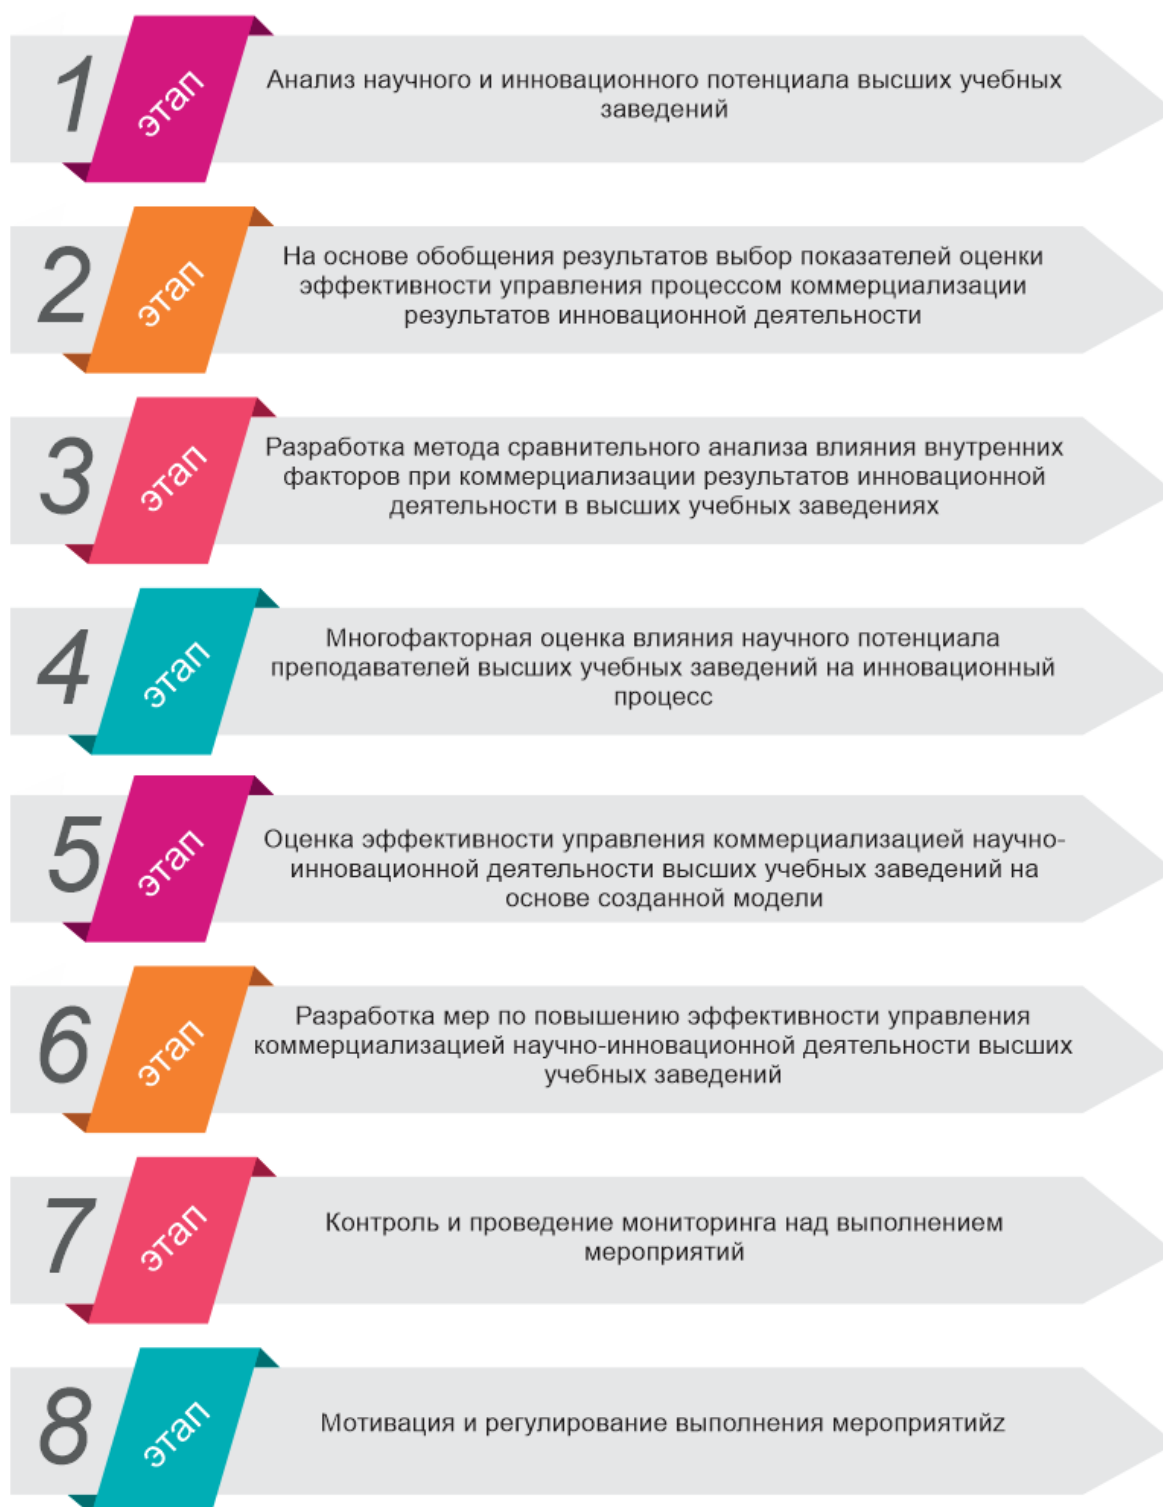 1 этап
Анализ научного и инновационного потенциала высших учебных
заведений
2 этап
На основе обобщения результатов выбор показателей оценки
эффективности управления процессом коммерциализации
результатов инновационной деятельности
3 этап
Разработка метода сравнительного анализа влияния внутренних
факторов при коммерциализации результатов инновационной
деятельности в высших учебных заведениях
4 этап
Многофакторная оценка влияния научного потенциала
преподавателей высших учебных заведений на инновационный
процесс
5 этап
Оценка эффективности управления коммерциализацией научно-
инновационной деятельности высших учебных заведений на
основе созданной модели
6 этап
Разработка мер по повышению эффективности управления
коммерциализацией научно-инновационной деятельности высших
учебных заведений
7 этап
Контроль и проведение мониторинга над выполнением
мероприятий
8 этап
Мотивация и регулирование выполнения мероприятийz